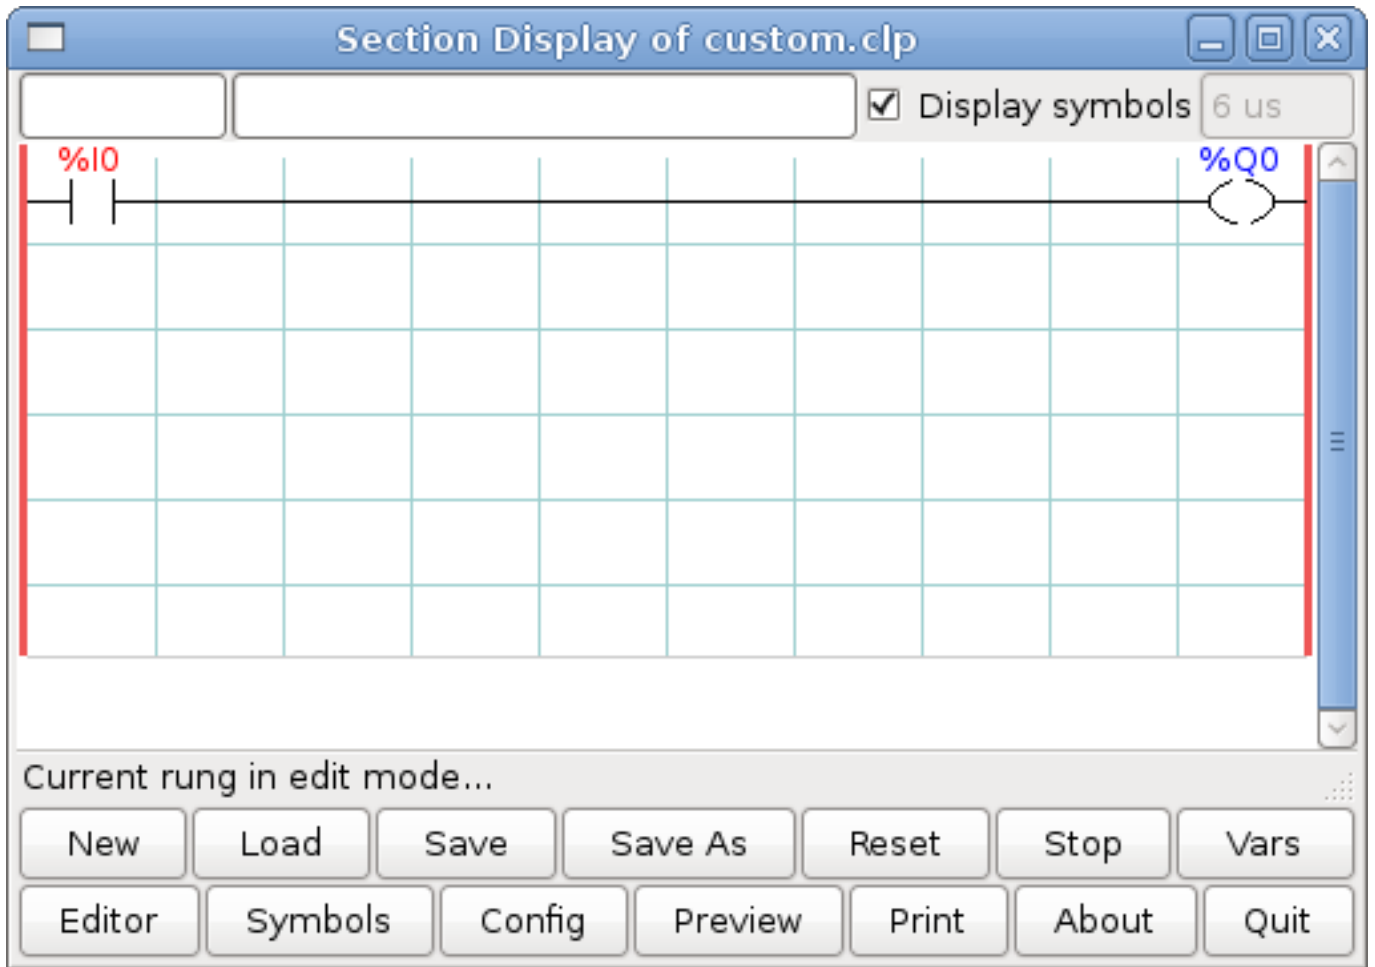 Section Display of custom.clp
Display symbols 6 us
%I0 %Q0
Current rung in edit mode...
New Load Save Save As Reset Stop Vars
Editor Symbols Config Preview Print About Quit